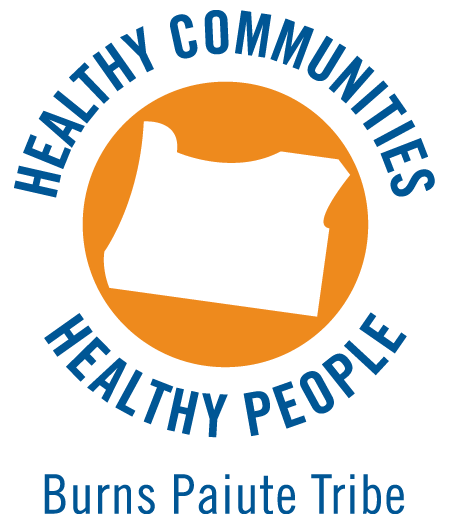 HEALTHY COMMUNITIES
HEALTHY PEOPLE
Burns Paiute Tribe